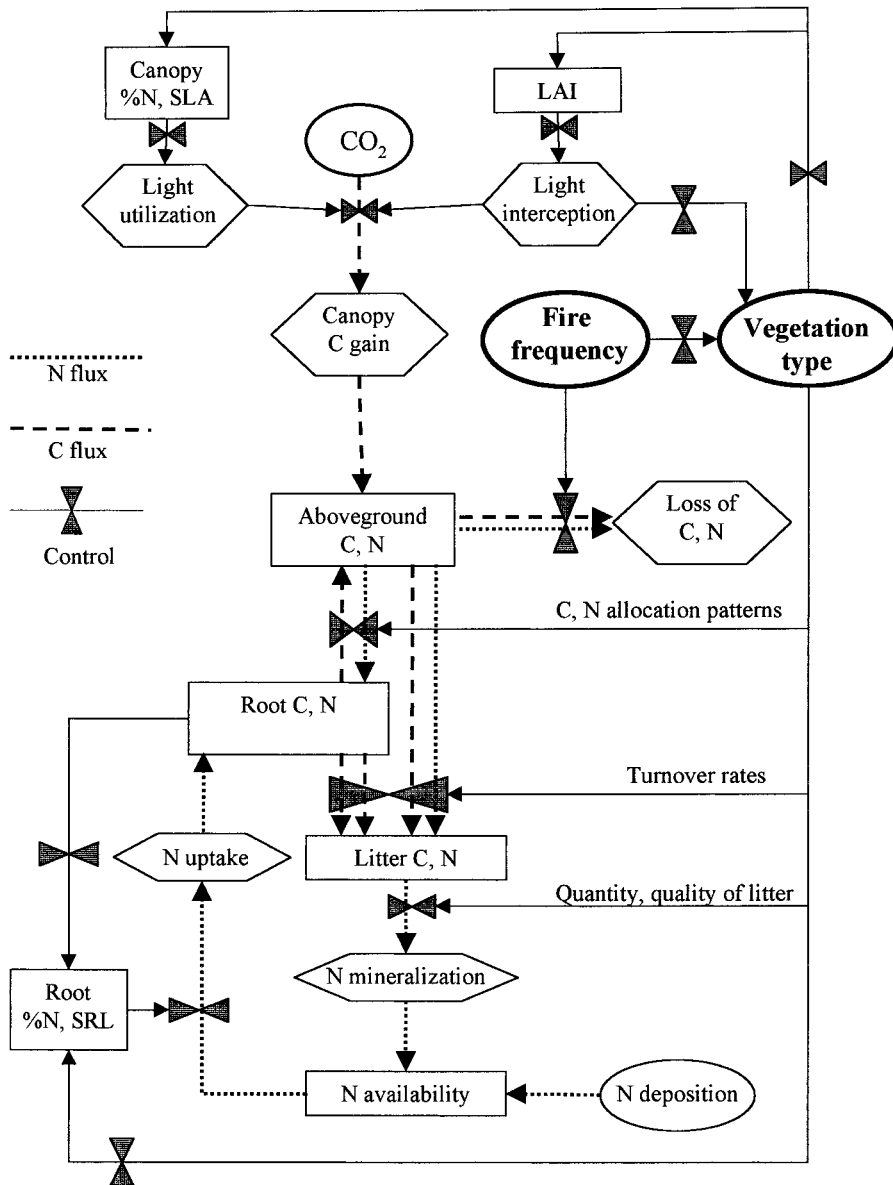 Canopy
%N, SLA
LAI
CO₂
Light
utilization
Light
interception
Canopy
C gain
Fire
frequency
Vegetation
type
N flux
C flux
Control
Aboveground
C, N
Loss of
C, N
C, N allocation patterns
Root C, N
Turnover rates
N uptake
Litter C, N
Quantity, quality of litter
N mineralization
Root
%N, SRL
N availability
N deposition